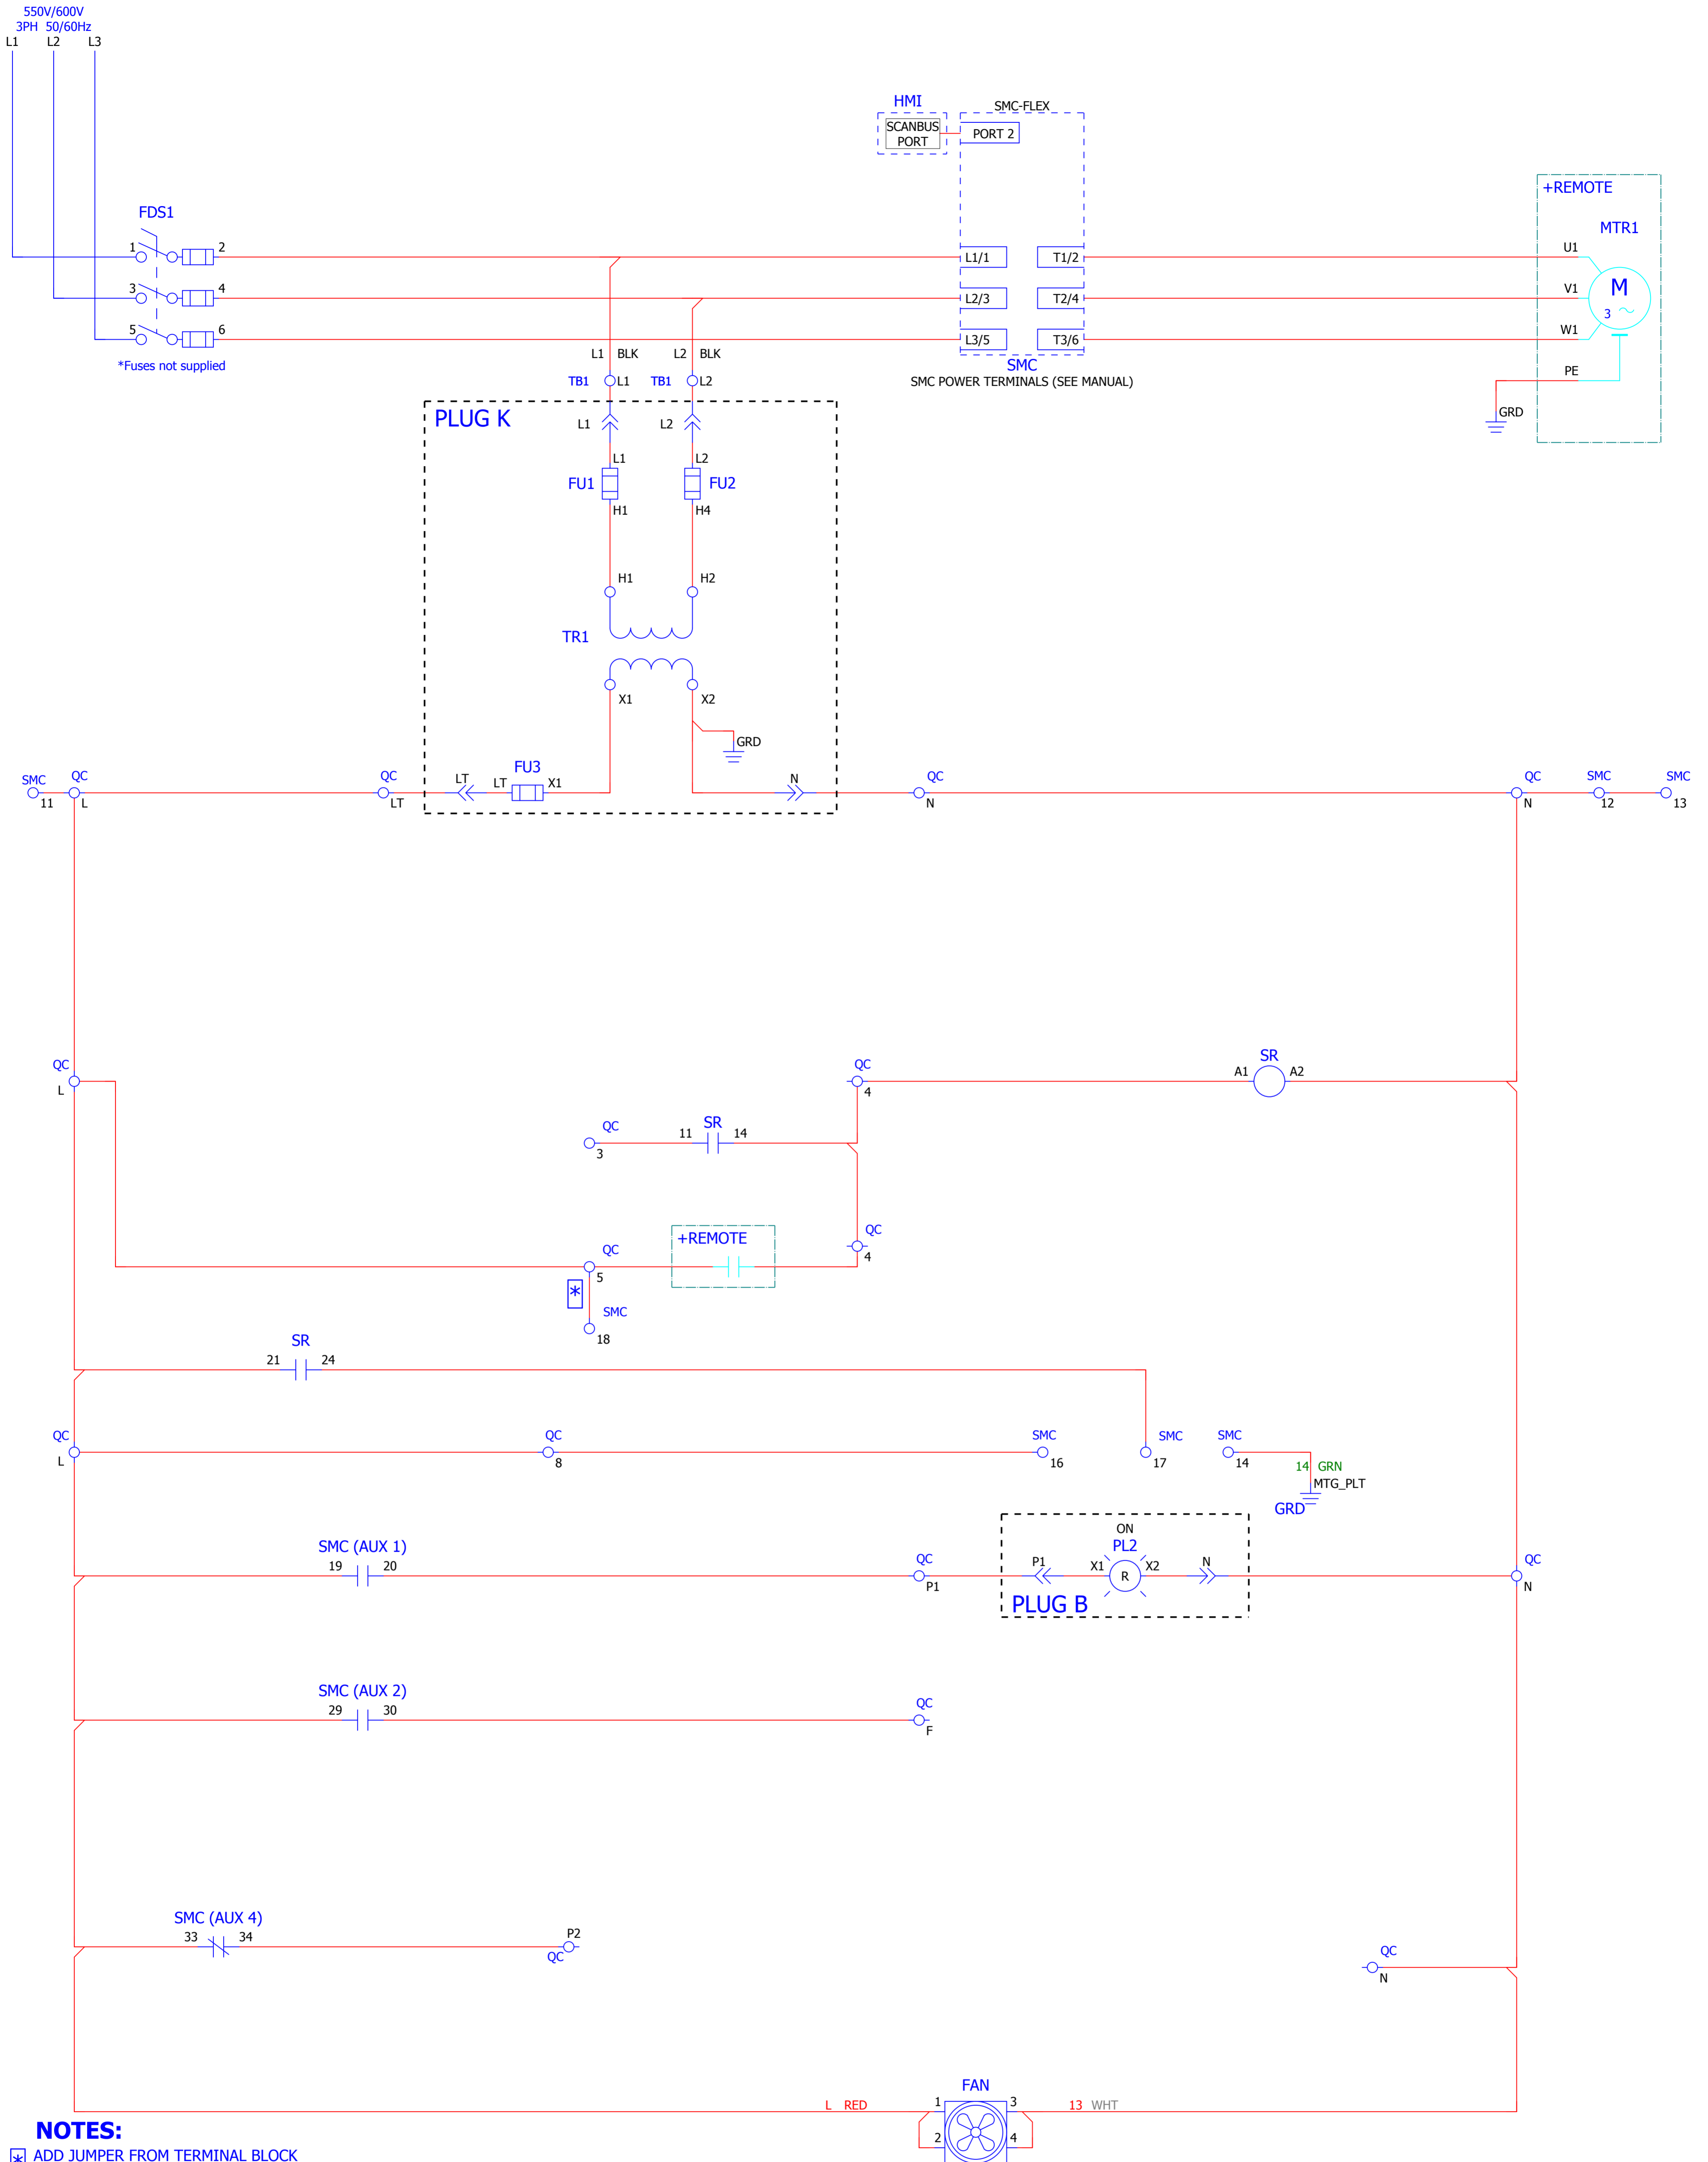 550V/600V
3PH 50/60Hz
L1 L2 L3
HMI
SMC-FLEX
SCANBUS
PORT
PORT 2
+REMOTE
MTR1
FDS1
1 2
L1/1 T1/2
U1
3 4
L2/3 T2/4
V1
M
3
5 6
L3/5 T3/6
W1
*Fuses not supplied
L1 BLK L2 BLK
SMC
SMC POWER TERMINALS (SEE MANUAL)
PE
TB1 L1 TB1 L2
GRD
PLUG K
L1 L2
L1 L2
FU1 FU2
H1 H4
H1 H2
TR1
X1 X2
GRD
SMC QC QC LT LT FU3 X1 N QC QC SMC SMC
11 L LT N N 12 13
QC QC SR
L 4 A1 A2
QC SR
3 11 14
QC
4
+REMOTE
QC
5
*
SMC
18
SR
21 24
QC QC SMC SMC SMC
L 8 16 17 14
14 GRN
MTG_PLT
GRD
ON
SMC (AUX 1) PL2
19 20 QC P1 X1 R X2 N QC
P1 N
PLUG B
SMC (AUX 2)
29 30 QC
F
SMC (AUX 4)
33 34 P2
QC
QC
N
FAN
L RED 1 3 13 WHT
2 4
NOTES:
* ADD JUMPER FROM TERMINAL BLOCK